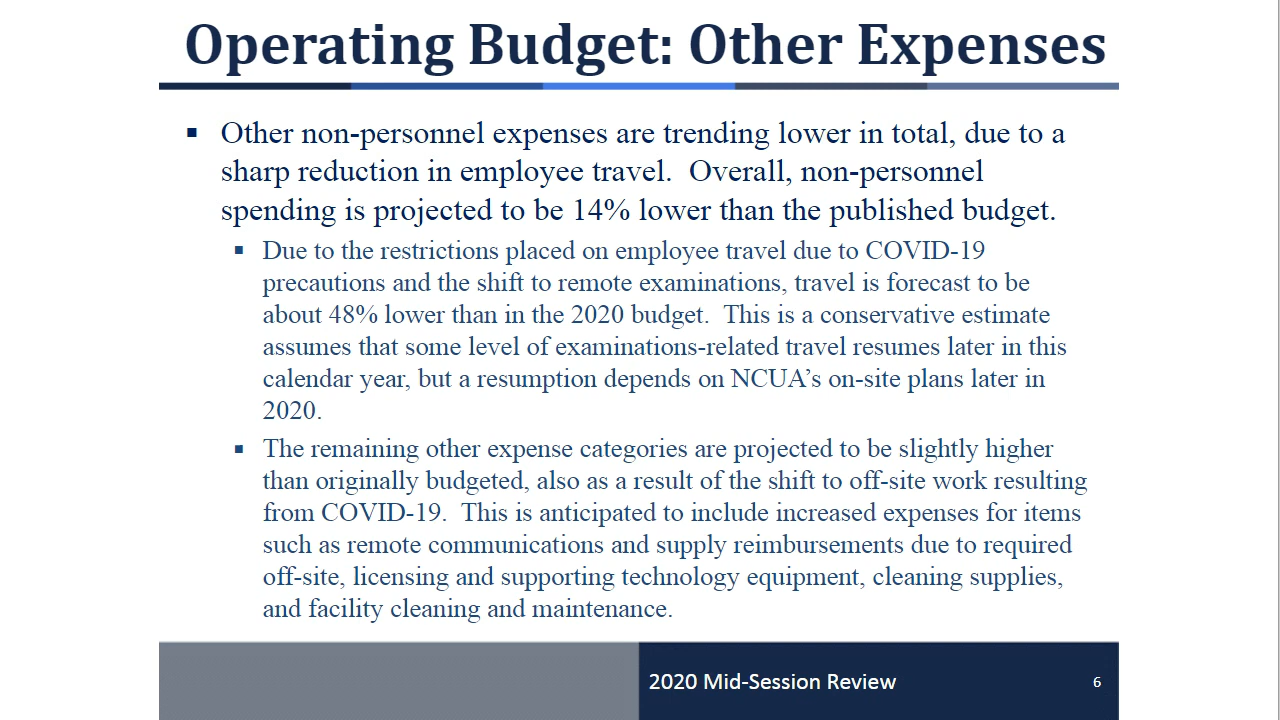 Operating Budget: Other Expenses
▪ Other non-personnel expenses are trending lower in total, due to a
sharp reduction in employee travel.  Overall, non-personnel
spending is projected to be 14% lower than the published budget.
▪ Due to the restrictions placed on employee travel due to COVID-19
precautions and the shift to remote examinations, travel is forecast to be
about 48% lower than in the 2020 budget.  This is a conservative estimate
assumes that some level of examinations-related travel resumes later in this
calendar year, but a resumption depends on NCUA’s on-site plans later in
2020.
▪ The remaining other expense categories are projected to be slightly higher
than originally budgeted, also as a result of the shift to off-site work resulting
from COVID-19.  This is anticipated to include increased expenses for items
such as remote communications and supply reimbursements due to required
off-site, licensing and supporting technology equipment, cleaning supplies,
and facility cleaning and maintenance.
2020 Mid-Session Review
6